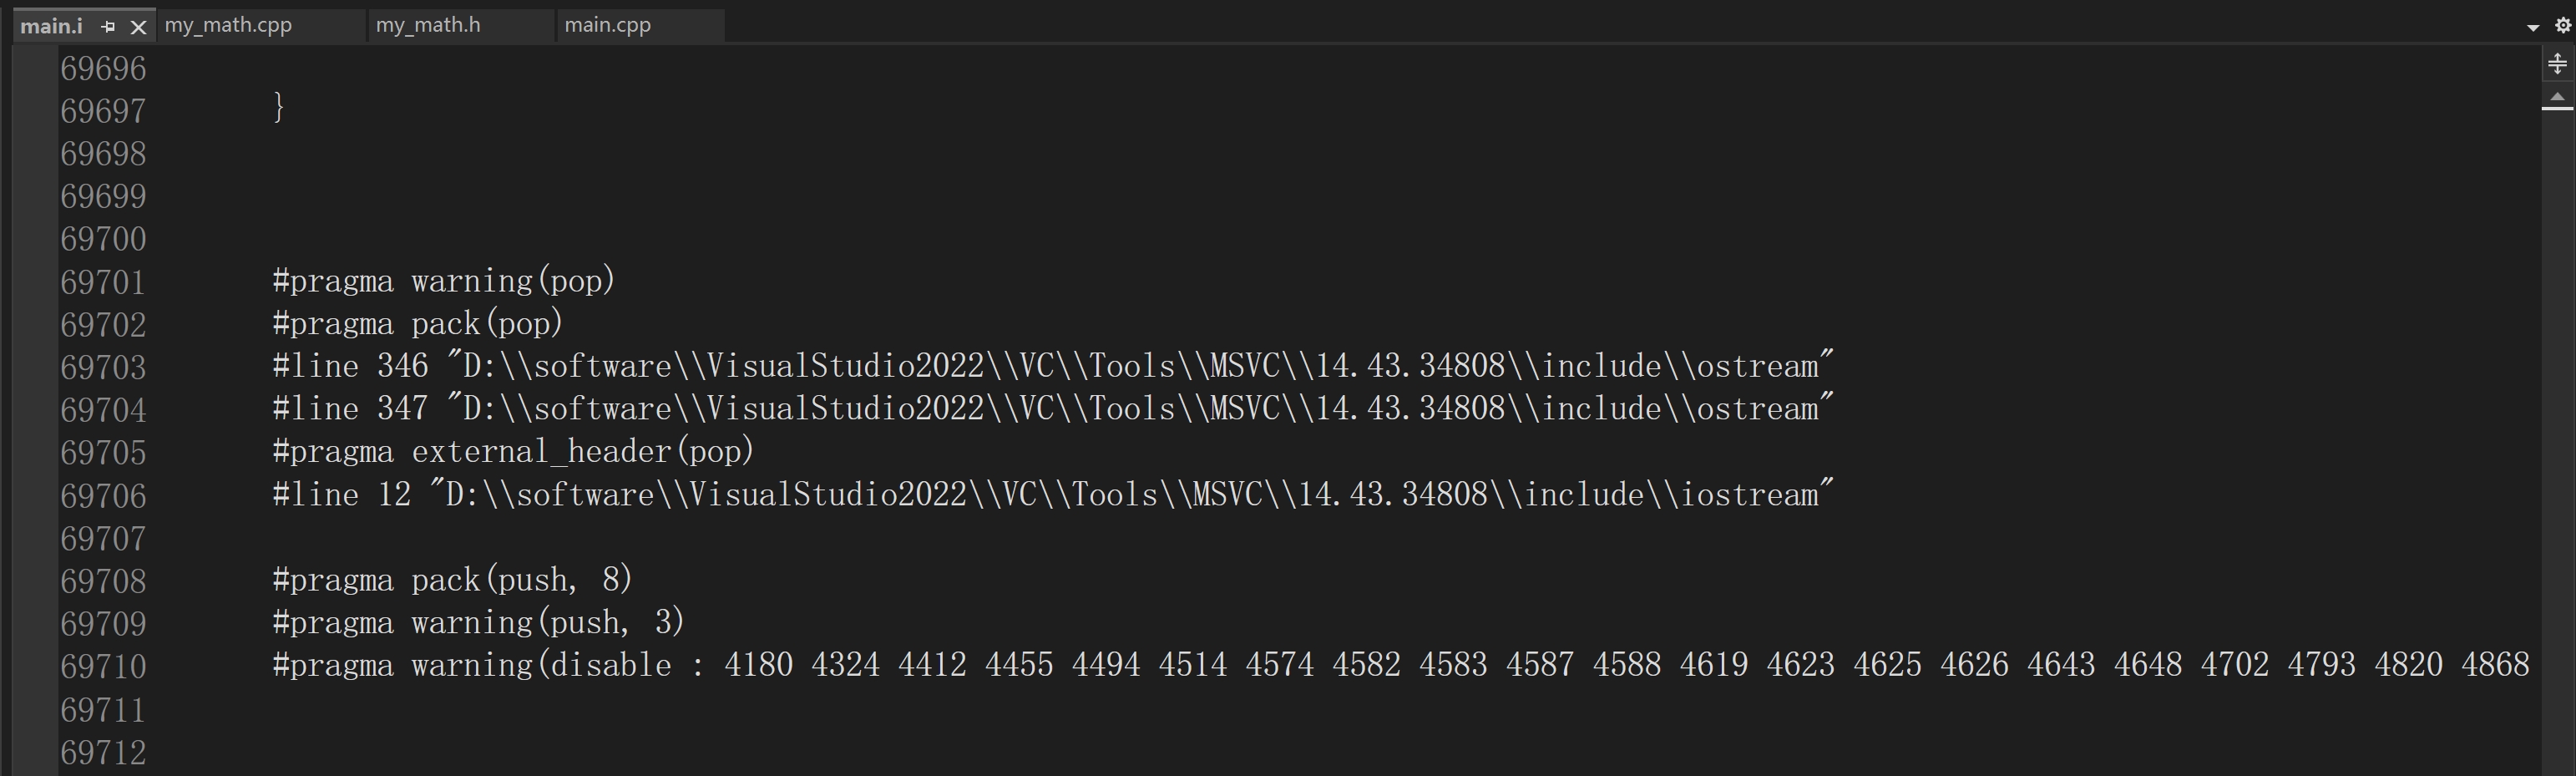 main.i my_math.cpp my_math.h main.cpp
69696
69697 }
69698
69699
69700
69701 #pragma warning(pop)
69702 #pragma pack(pop)
69703 #line 346 "D:\\software\\VisualStudio2022\\VC\\Tools\\MSVC\\14.43.34808\\include\\ostream"
69704 #line 347 "D:\\software\\VisualStudio2022\\VC\\Tools\\MSVC\\14.43.34808\\include\\ostream"
69705 #pragma external_header(pop)
69706 #line 12 "D:\\software\\VisualStudio2022\\VC\\Tools\\MSVC\\14.43.34808\\include\\iostream"
69707
69708 #pragma pack(push, 8)
69709 #pragma warning(push, 3)
69710 #pragma warning(disable : 4180 4324 4412 4455 4494 4514 4574 4582 4583 4587 4588 4619 4623 4625 4626 4643 4648 4702 4793 4820 4868
69711
69712